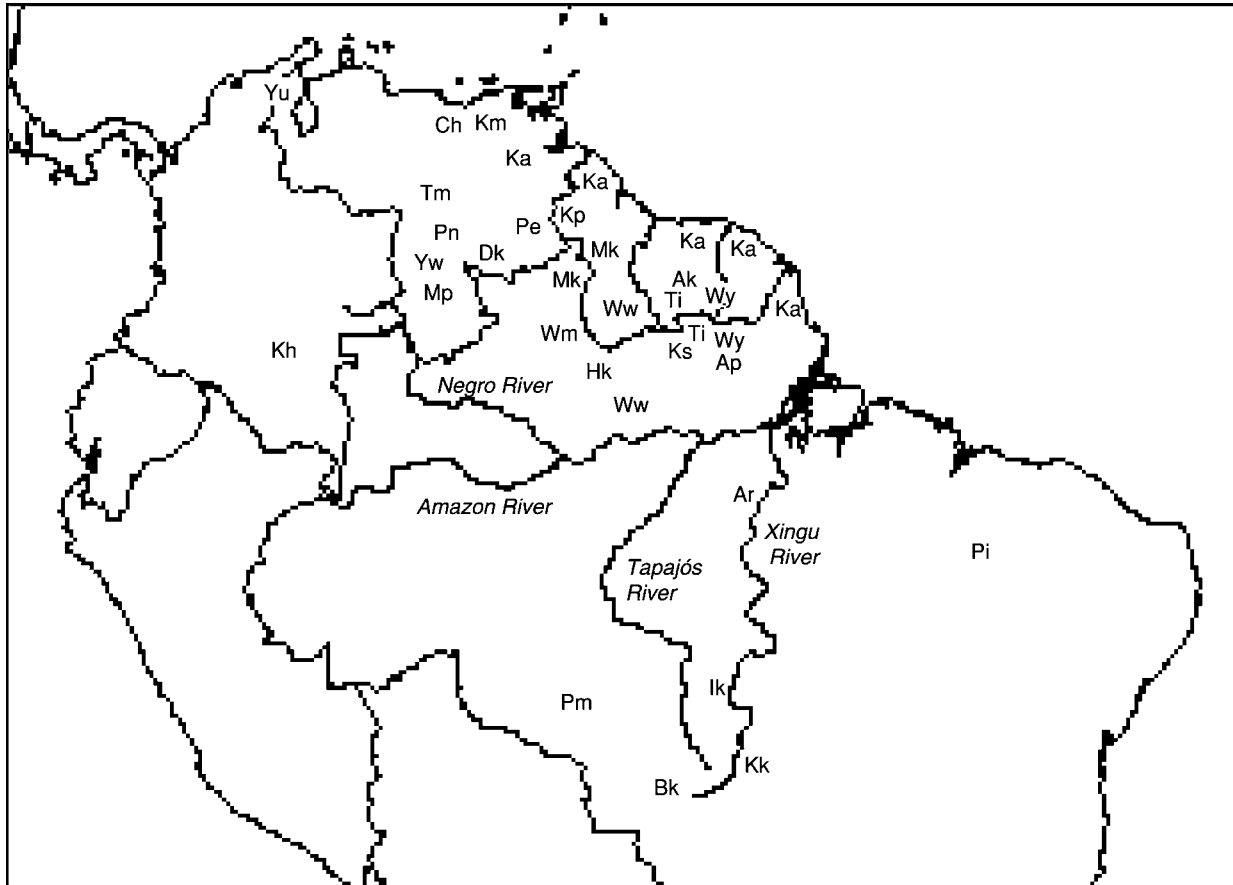 Yu
Ch
Km
Ka
Ka
Tm
Kp
Pe
Pn
Ka
Ka
Mk
Dk
Yw
Mk
Ak
Mp
Ti
Wy
Ww
Ka
Wm
Ti
Wy
Kh
Ks
Ap
Hk
Negro River
Ww
Amazon River
Ar
Xingu
River
Pi
Tapajós
River
Ik
Pm
Kk
Bk